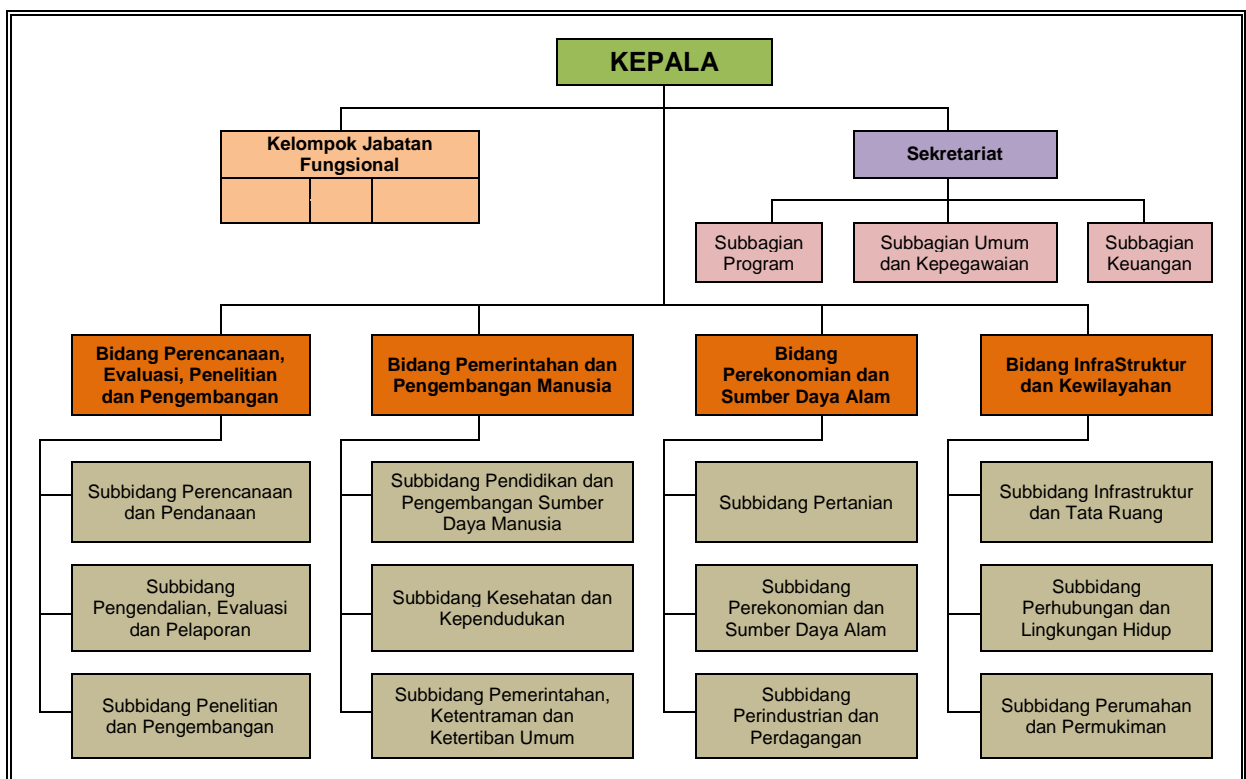 KEPALA
Kelompok Jabatan
Fungsional
Sekretariat
Subbagian
Program
Subbagian Umum
dan Kepegawaian
Subbagian
Keuangan
Bidang Perencanaan,
Evaluasi, Penelitian
dan Pengembangan
Bidang Pemerintahan dan
Pengembangan Manusia
Bidang
Perekonomian dan
Sumber Daya Alam
Bidang InfraStruktur
dan Kewilayahan
Subbidang Perencanaan
dan Pendanaan
Subbidang Pendidikan dan
Pengembangan Sumber
Daya Manusia
Subbidang Pertanian
Subbidang Infrastruktur
dan Tata Ruang
Subbidang
Pengendalian, Evaluasi
dan Pelaporan
Subbidang Kesehatan dan
Kependudukan
Subbidang
Perekonomian dan
Sumber Daya Alam
Subbidang
Perhubungan dan
Lingkungan Hidup
Subbidang Penelitian
dan Pengembangan
Subbidang Pemerintahan,
Ketentraman dan
Ketertiban Umum
Subbidang
Perindustrian dan
Perdagangan
Subbidang Perumahan
dan Permukiman